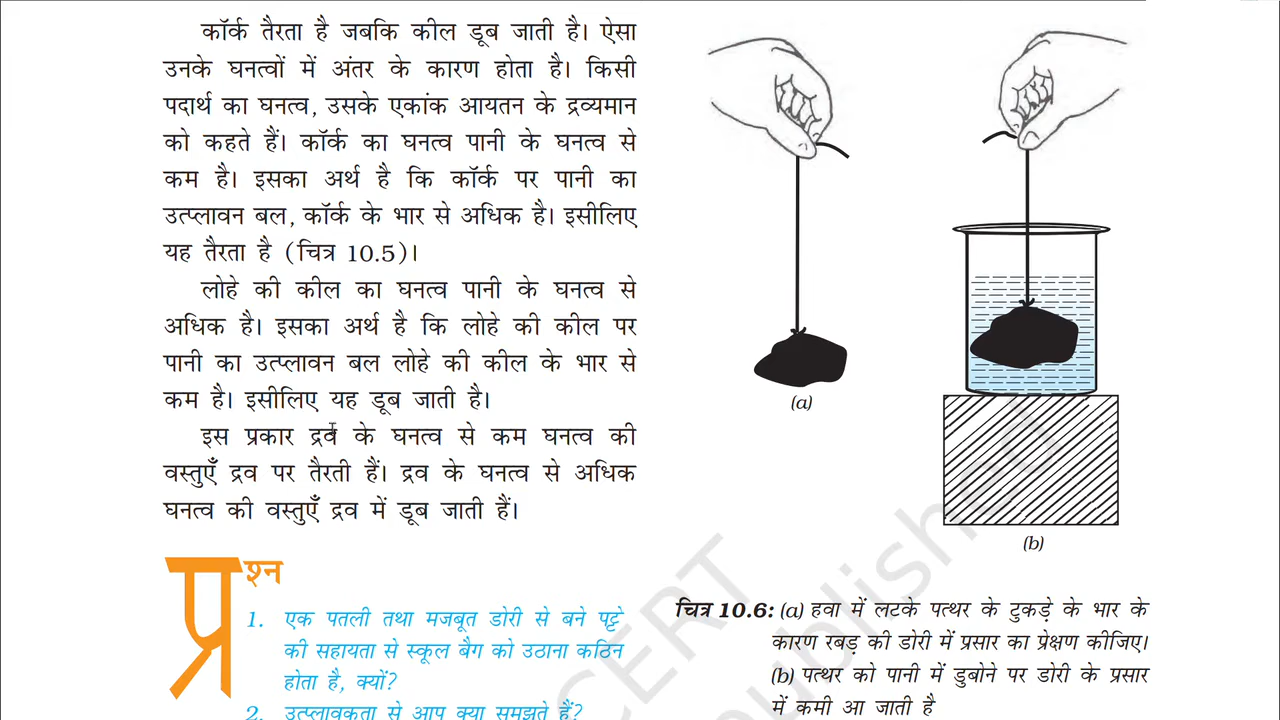 कॉर्क तैरता है जबकि कील डूब जाती है। ऐसा
उनके घनत्वों में अंतर के कारण होता है। किसी
पदार्थ का घनत्व, उसके एकांक आयतन के द्रव्यमान
को कहते हैं। कॉर्क का घनत्व पानी के घनत्व से
कम है। इसका अर्थ है कि कॉर्क पर पानी का
उत्प्लावन बल, कॉर्क के भार से अधिक है। इसीलिए
यह तैरता है (चित्र 10.5)।
लोहे की कील का घनत्व पानी के घनत्व से
अधिक है। इसका अर्थ है कि लोहे की कील पर
पानी का उत्प्लावन बल लोहे की कील के भार से
कम है। इसीलिए यह डूब जाती है।
इस प्रकार द्रव के घनत्व से कम घनत्व की
वस्तुएँ द्रव पर तैरती हैं। द्रव के घनत्व से अधिक
घनत्व की वस्तुएँ द्रव में डूब जाती हैं।
प्रश्न
1. एक पतली तथा मजबूत डोरी से बने पट्टे
की सहायता से स्कूल बैग को उठाना कठिन
होता है, क्यों?
2. उत्प्लावकता से आप क्या समझते हैं?
(a)
(b)
चित्र 10.6: (a) हवा में लटके पत्थर के टुकड़े के भार के
कारण रबड़ की डोरी में प्रसार का प्रेक्षण कीजिए।
(b) पत्थर को पानी में डुबोने पर डोरी के प्रसार
में कमी आ जाती है